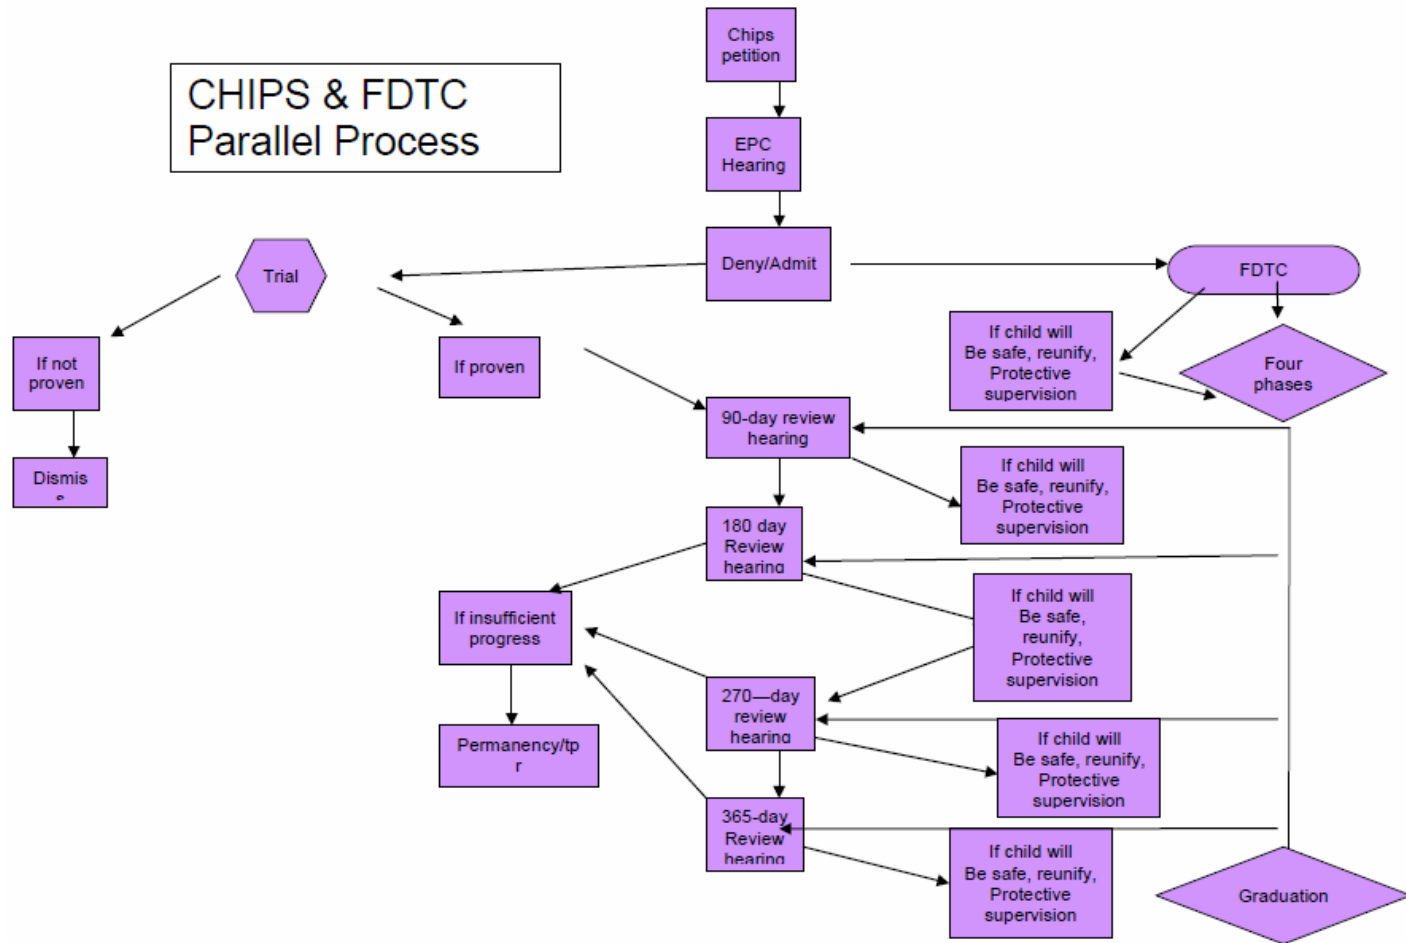 Chips
petition
CHIPS & FDTC
Parallel Process
EPC
Hearing
Deny/Admit
Trial
FDTC
If not
proven
If proven
If child will
Be safe, reunify,
Protective
supervision
Four
phases
90-day review
hearing
Dismis
s
If child will
Be safe, reunify,
Protective
supervision
180 day
Review
hearing
If insufficient
progress
If child will
Be safe,
reunify,
Protective
supervision
270—day
review
hearing
Permanency/tp
r
If child will
Be safe, reunify,
Protective
supervision
365-day
Review
hearing
If child will
Be safe, reunify,
Protective
supervision
Graduation